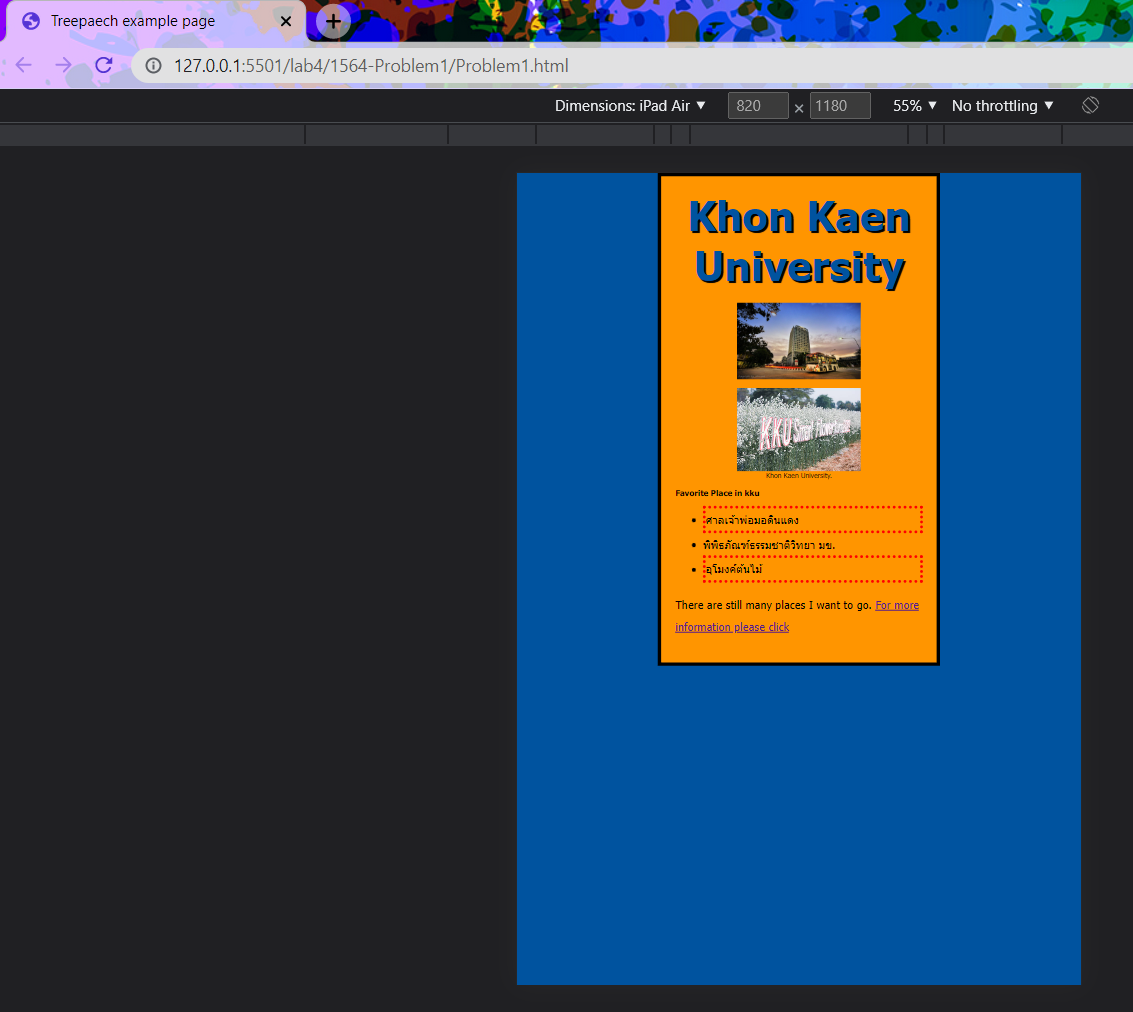 Treepaech example page
127.0.0.1:5501/lab4/1564-Problem1/Problem1.html
Dimensions: iPad Air ▼ 820 × 1180 55% ▼ No throttling ▼
Khon Kaen
University
KKU Smart Flower
Khon Kaen University.
Favorite Place in kku
ศาลเจ้าพ่อมอดินแดง
พิพิธภัณฑ์ธรรมชาติวิทยา มข.
อุโมงค์ต้นไม้
There are still many places I want to go. For more
information please click